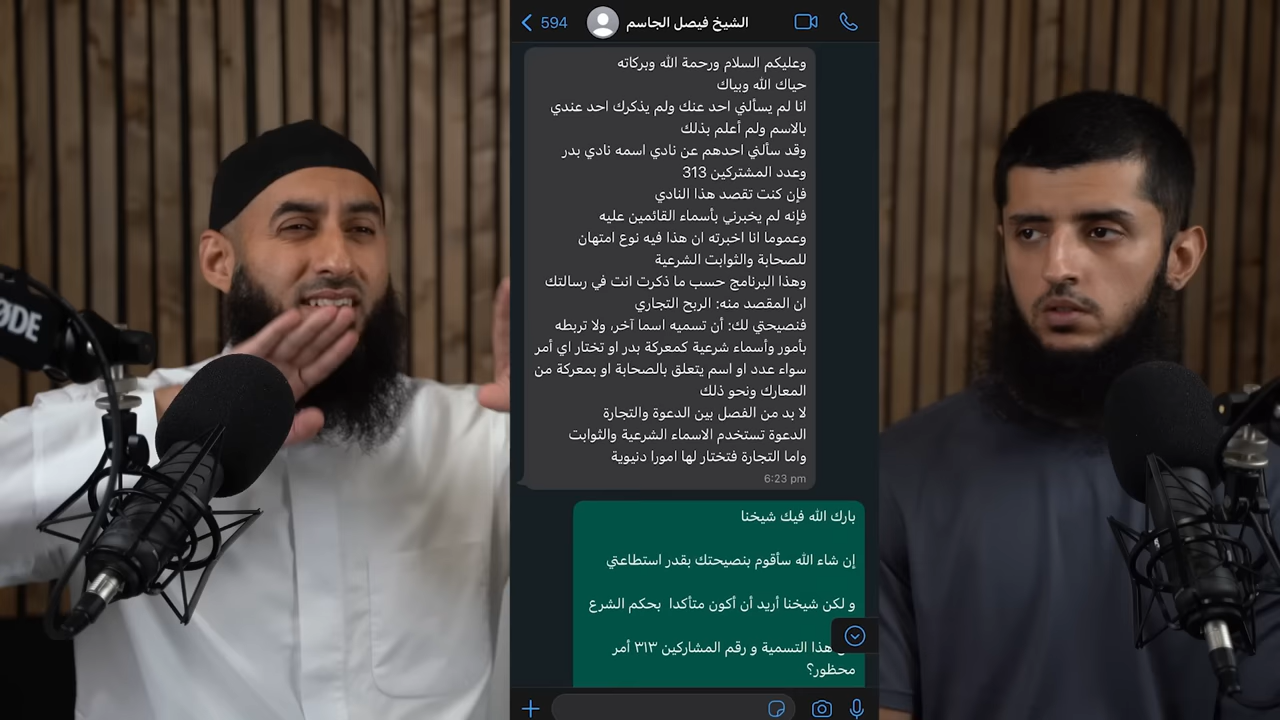 594
الشيخ فيصل الجاسم
وعليكم السلام ورحمة الله وبركاته
حياك الله وبياك
انا لم يسألني احد عنك ولم يذكرك احد عندي
بالاسم ولم أعلم بذلك
وقد سألني احدهم عن نادي اسمه نادي بدر
وعدد المشتركين 313
فإن كنت تقصد هذا النادي
فإنه لم يخبرني بأسماء القائمين عليه
وعموما انا اخبرته ان هذا فيه نوع امتهان
للصحابة والثوابت الشرعية
وهذا البرنامج حسب ما ذكرت انت في رسالتك
ان المقصد منه: الربح التجاري
فنصيحتي لك: أن تسميه اسما آخر، ولا تربطه
بأمور وأسماء شرعية كمعركة بدر او تختار اي أمر
سواء عدد او اسم يتعلق بالصحابة او بمعركة من
المعارك ونحو ذلك
لا بد من الفصل بين الدعوة والتجارة
الدعوة تستخدم الاسماء الشرعية والثوابت
واما التجارة فتختار لها امورا دنيوية
6:23 pm
بارك الله فيك شيخنا
إن شاء الله سأقوم بنصيحتك بقدر استطاعتي
و لكن شيخنا أريد أن أكون متأكدا بحكم الشرع
هذا التسمية و رقم المشاركين ٣١٣ أمر
محظور؟
ØDE